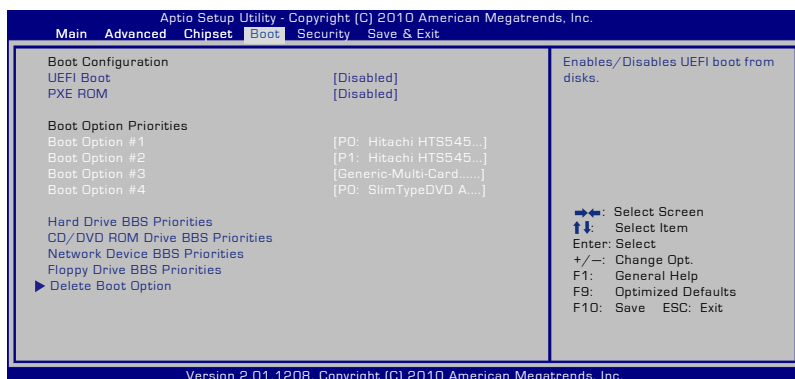 Aptio Setup Utility - Copyright (C) 2010 American Megatrends, Inc.
Main Advanced Chipset Boot Security Save & Exit
Boot Configuration
UEFI Boot [Disabled]
PXE ROM [Disabled]
Boot Option Priorities
Boot Option #1 [P0: Hitachi HTS545...]
Boot Option #2 [P1: Hitachi HTS545...]
Boot Option #3 [Generic-Multi-Card......]
Boot Option #4 [P0: SlimTypeDVD A....]
Hard Drive BBS Priorities
CD/DVD ROM Drive BBS Priorities
Network Device BBS Priorities
Floppy Drive BBS Priorities
Delete Boot Option
Enables/Disables UEFI boot from
disks.
: Select Screen
: Select Item
Enter: Select
+/—: Change Opt.
F1: General Help
F9: Optimized Defaults
F10: Save ESC: Exit
Version 2.01.1208. Copyright (C) 2010 American Megatrends, Inc.